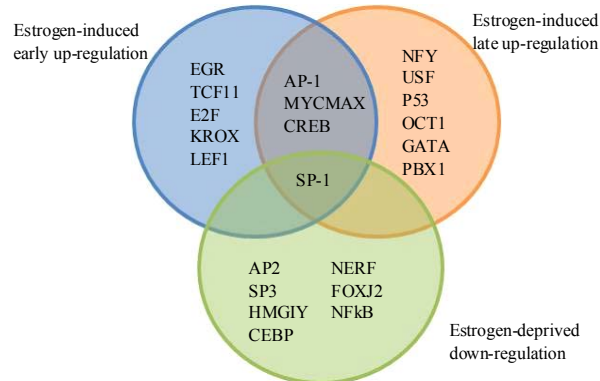 Estrogen-induced
early up-regulation
Estrogen-induced
late up-regulation
EGR
TCF11
E2F
KROX
LEF1
AP-1
MYCMAX
CREB
NFY
USF
P53
OCT1
GATA
PBX1
SP-1
AP2
SP3
HMGIY
CEBP
NERF
FOXJ2
NFkB
Estrogen-deprived
down-regulation